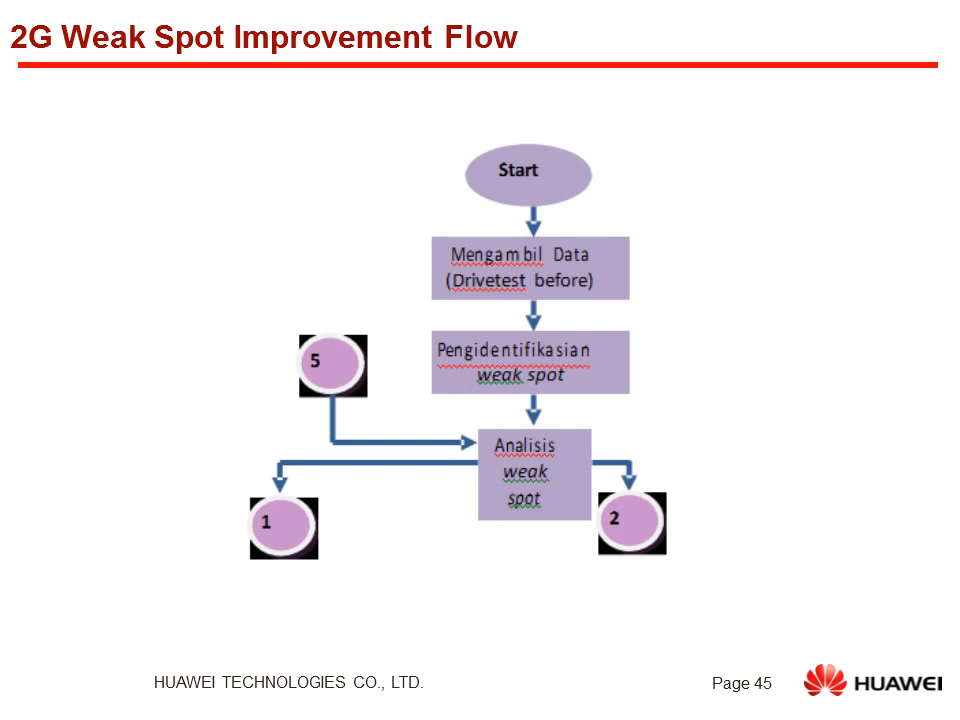 2G Weak Spot Improvement Flow
Start
Mengambil Data
(Drivetest before)
Pengidentifikasian
weak spot
5
Analisis
weak
spot
1
2
HUAWEI TECHNOLOGIES CO., LTD.
Page 45
HUAWEI